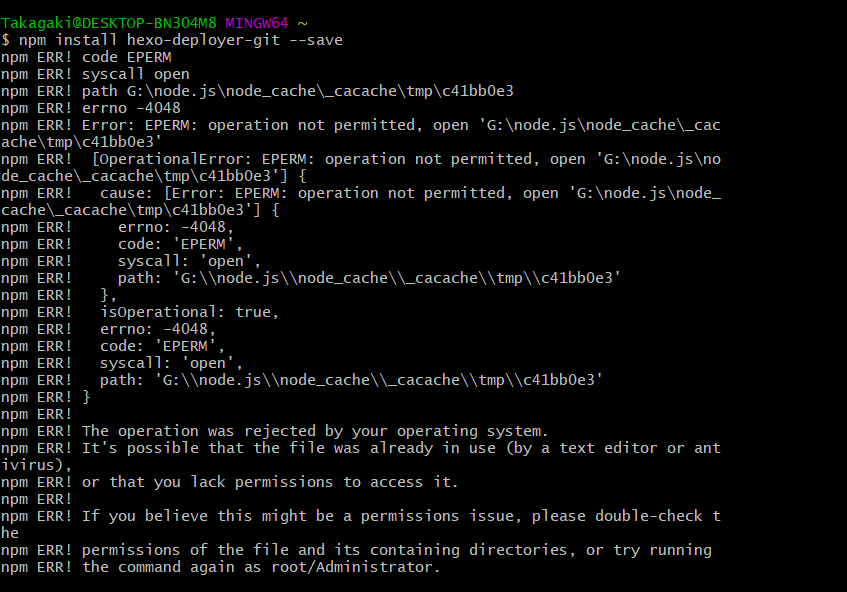 Takagaki@DESKTOP-BN3O4M8 MINGW64 ~
$ npm install hexo-deployer-git --save
npm ERR! code EPERM
npm ERR! syscall open
npm ERR! path G:\node.js\node_cache\_cacache\tmp\c41bb0e3
npm ERR! errno -4048
npm ERR! Error: EPERM: operation not permitted, open 'G:\node.js\node_cache\_cac
ache\tmp\c41bb0e3'
npm ERR!  [OperationalError: EPERM: operation not permitted, open 'G:\node.js\no
de_cache\_cacache\tmp\c41bb0e3'] {
npm ERR!   cause: [Error: EPERM: operation not permitted, open 'G:\node.js\node_
cache\_cacache\tmp\c41bb0e3'] {
npm ERR!     errno: -4048,
npm ERR!     code: 'EPERM',
npm ERR!     syscall: 'open',
npm ERR!     path: 'G:\\node.js\\node_cache\\_cacache\\tmp\\c41bb0e3'
npm ERR!   },
npm ERR!   isOperational: true,
npm ERR!   errno: -4048,
npm ERR!   code: 'EPERM',
npm ERR!   syscall: 'open',
npm ERR!   path: 'G:\\node.js\\node_cache\\_cacache\\tmp\\c41bb0e3'
npm ERR! }
npm ERR!
npm ERR! The operation was rejected by your operating system.
npm ERR! It's possible that the file was already in use (by a text editor or ant
ivirus),
npm ERR! or that you lack permissions to access it.
npm ERR!
npm ERR! If you believe this might be a permissions issue, please double-check t
he
npm ERR! permissions of the file and its containing directories, or try running
npm ERR! the command again as root/Administrator.